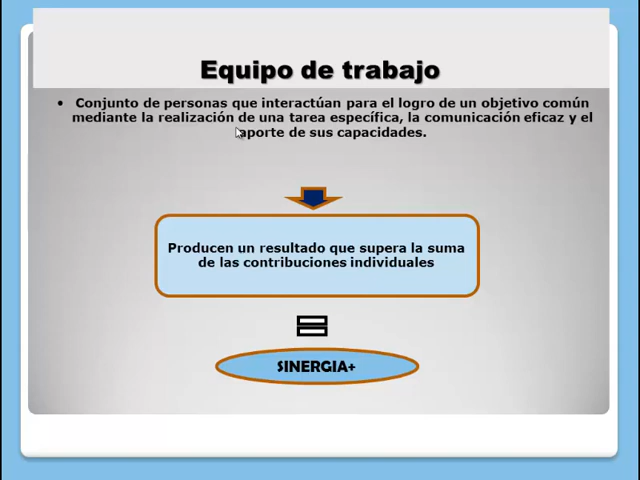 Equipo de trabajo
• Conjunto de personas que interactúan para el logro de un objetivo común
mediante la realización de una tarea específica, la comunicación eficaz y el
aporte de sus capacidades.
Producen un resultado que supera la suma
de las contribuciones individuales
=
SINERGIA+